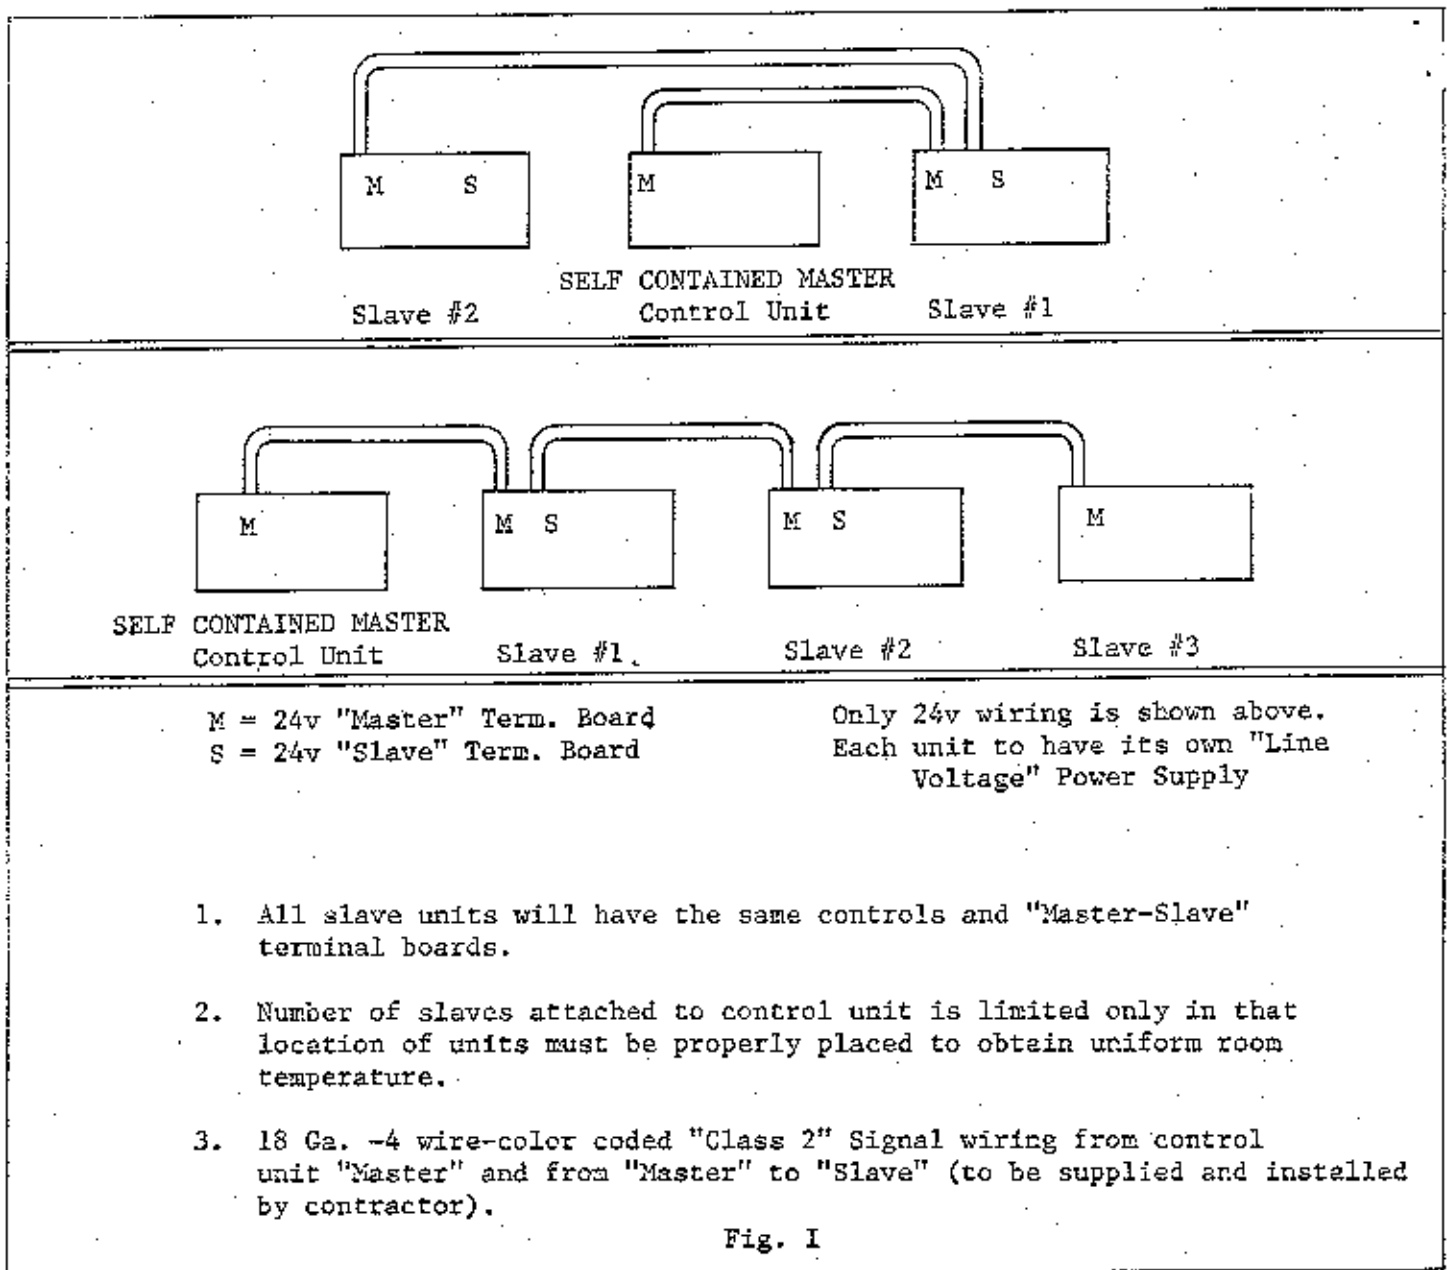 M S
M
M S
SELF CONTAINED MASTER
Slave #2
Control Unit
Slave #1
M
M S
M S
M
SELF CONTAINED MASTER
Control Unit
Slave #1
Slave #2
Slave #3
M = 24v "Master" Term. Board
S = 24v "Slave" Term. Board
Only 24v wiring is shown above.
Each unit to have its own "Line
Voltage" Power Supply
1. All slave units will have the same controls and "Master-Slave"
terminal boards.
2. Number of slaves attached to control unit is limited only in that
location of units must be properly placed to obtain uniform room
temperature.
3. 18 Ga. -4 wire-color coded "Class 2" Signal wiring from control
unit "Master" and from "Master" to "Slave" (to be supplied and installed
by contractor).
Fig. I